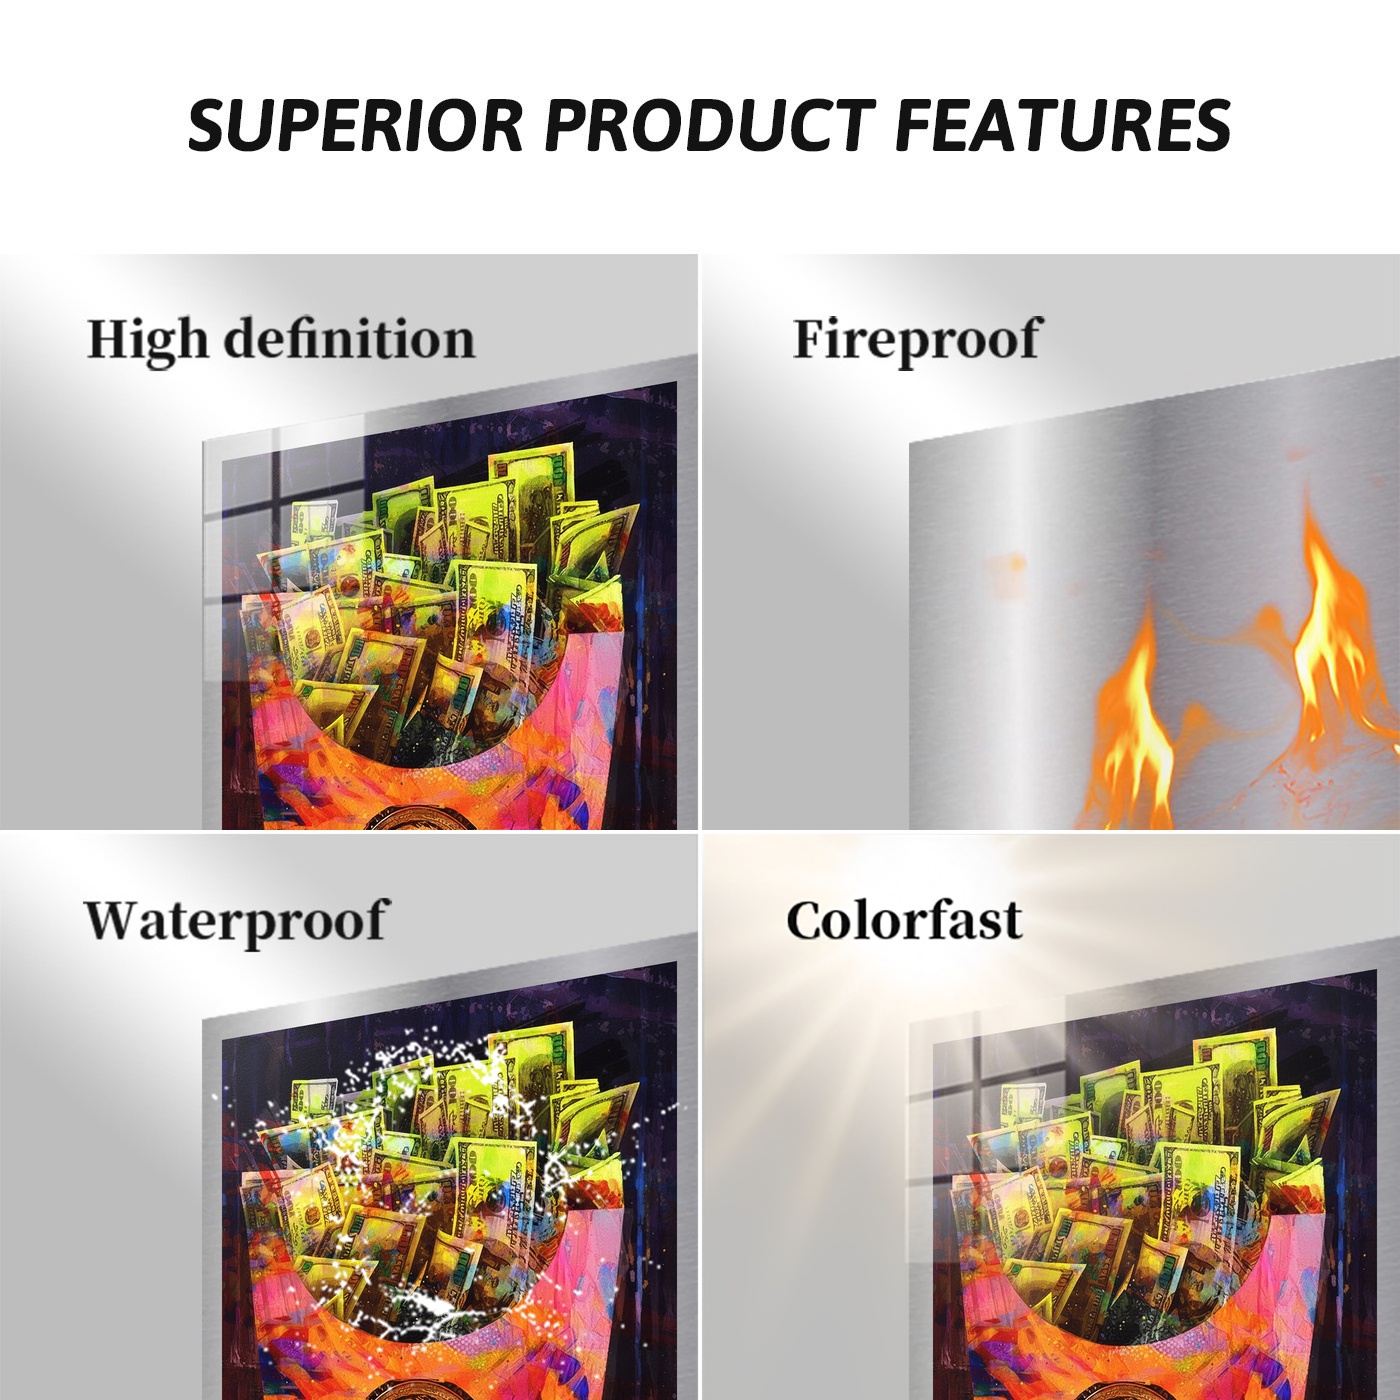 SUPERIOR PRODUCT FEATURES
High definition
Fireproof
Waterproof
Colorfast